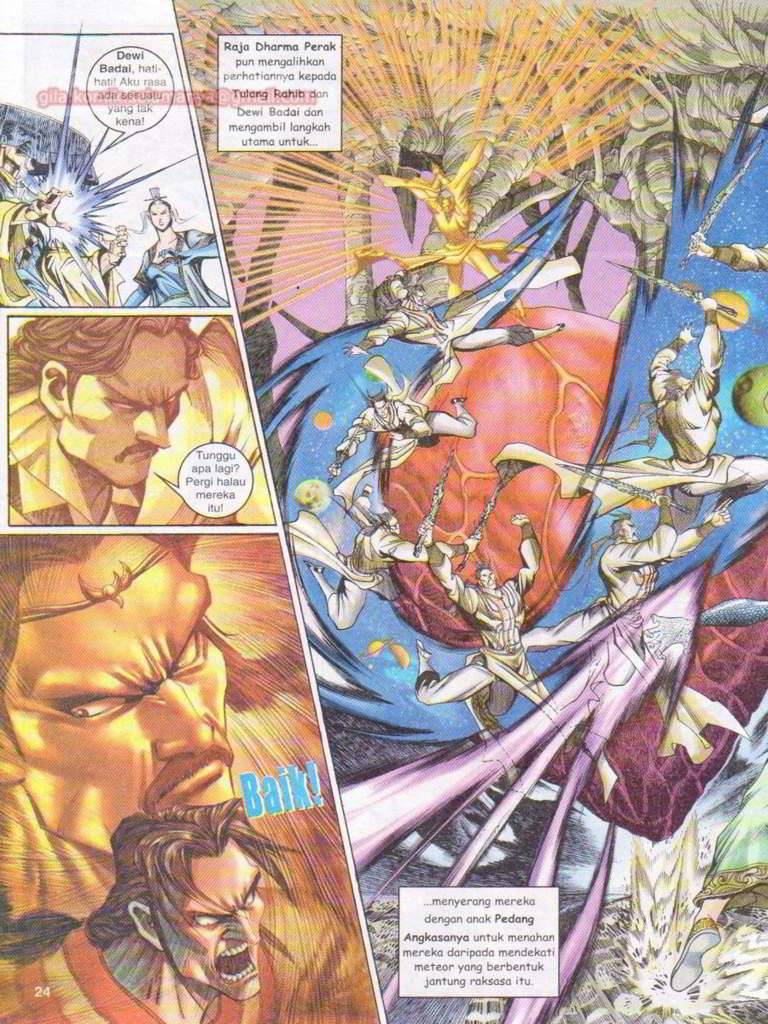 Dewi
Badai, hati-
hati! Aku rasa
ada sesuatu
yang tak
kena!
Raja Dharma Perak
pun mengalihkan
perhatiannya kepada
Tulang Rahib dan
Dewi Badai dan
mengambil langkah
utama untuk...
Tunggu
apa lagi?
Pergi halau
mereka
itu!
Baik!
...menyerang mereka
dengan anak Pedang
Angkasanya untuk menahan
mereka daripada mendekati
meteor yang berbentuk
jantung raksasa itu.
24